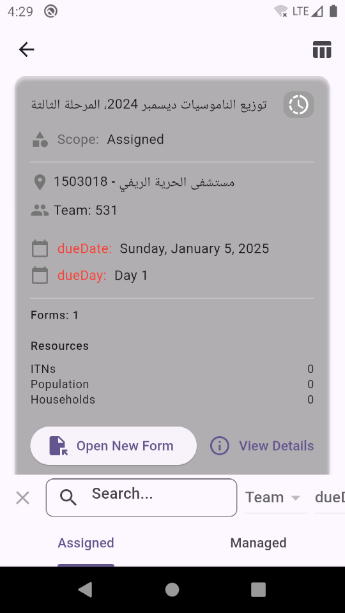 4:29
LTE
توزيع الناموسيات ديسمبر 2024، المرحلة الثالثة
Scope: Assigned
1503018 - مستشفى الحرية الريفي
Team: 531
dueDate: Sunday, January 5, 2025
dueDay: Day 1
Forms: 1
Resources
ITNs 0
Population 0
Households 0
Open New Form View Details
Search... Team dueD
Assigned Managed